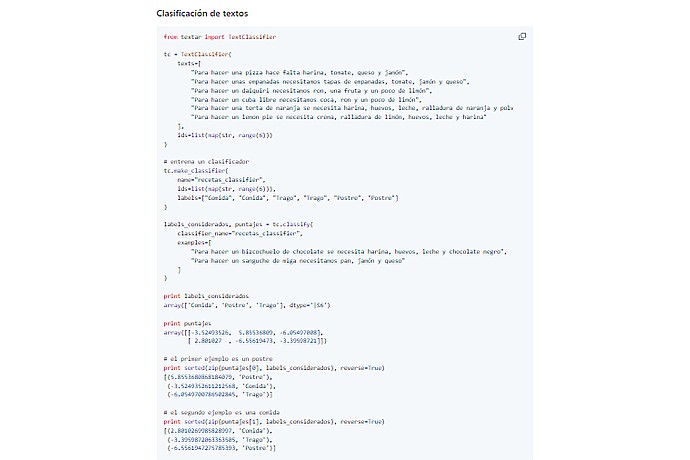 Clasificación de textos
from textar import TextClassifier
tc = TextClassifier(
texts=[
"Para hacer una pizza hace falta harina, tomate, queso y jamón",
"Para hacer unas empanadas necesitamos tapas de empanadas, tomate, jamón y queso",
"Para hacer un daiquiri necesitamos ron, una fruta y un poco de limón",
"Para hacer un cuba libre necesitamos coca, ron y un poco de limón",
"Para hacer una torta de naranja se necesita harina, huevos, leche, ralladura de naranja y polv
"Para hacer un lemon pie se necesita crema, ralladura de limón, huevos, leche y harina"
],
ids=list(map(str, range(6)))
)
# entrena un clasificador
tc.make_classifier(
name="recetas_classifier",
ids=list(map(str, range(6))),
labels=["Comida", "Comida", "Trago", "Trago", "Postre", "Postre"]
)
labels_considerados, puntajes = tc.classify(
classifier_name="recetas_classifier",
examples=[
"Para hacer un bizcochuelo de chocolate se necesita harina, huevos, leche y chocolate negro",
"Para hacer un sanguche de miga necesitamos pan, jamón y queso"
]
)
print labels_considerados
array(['Comida', 'Postre', 'Trago'], dtype='|S6')
print puntajes
array([[-3.52493526, 5.85536809, -6.05497008],
[ 2.801027 , -6.55619473, -3.39598721]])
# el primer ejemplo es un postre
print sorted(zip(puntajes[0], labels_considerados), reverse=True)
[(5.8553680868184079, 'Postre'),
(-3.5249352611212568, 'Comida'),
(-6.0549700786502845, 'Trago')]
# el segundo ejemplo es una comida
print sorted(zip(puntajes[1], labels_considerados), reverse=True)
[(2.8010269985828997, 'Comida'),
(-3.3959872063363505, 'Trago'),
(-6.5561947275785393, 'Postre')]